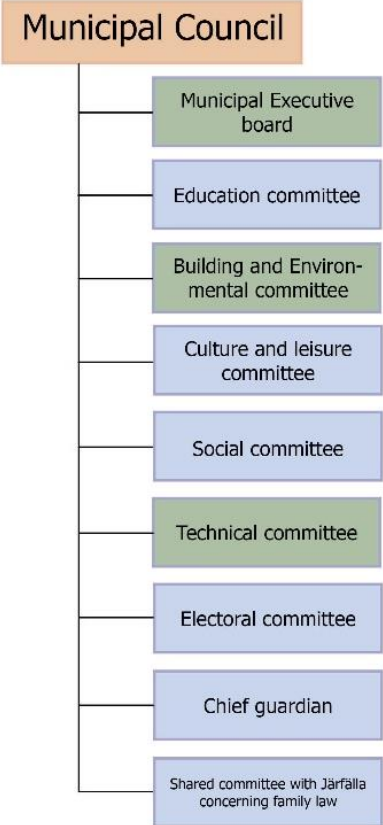 Municipal Council
Municipal Executive
board
Education committee
Building and Environ-
mental committee
Culture and leisure
committee
Social committee
Technical committee
Electoral committee
Chief guardian
Shared committee with Järfälla
concerning family law